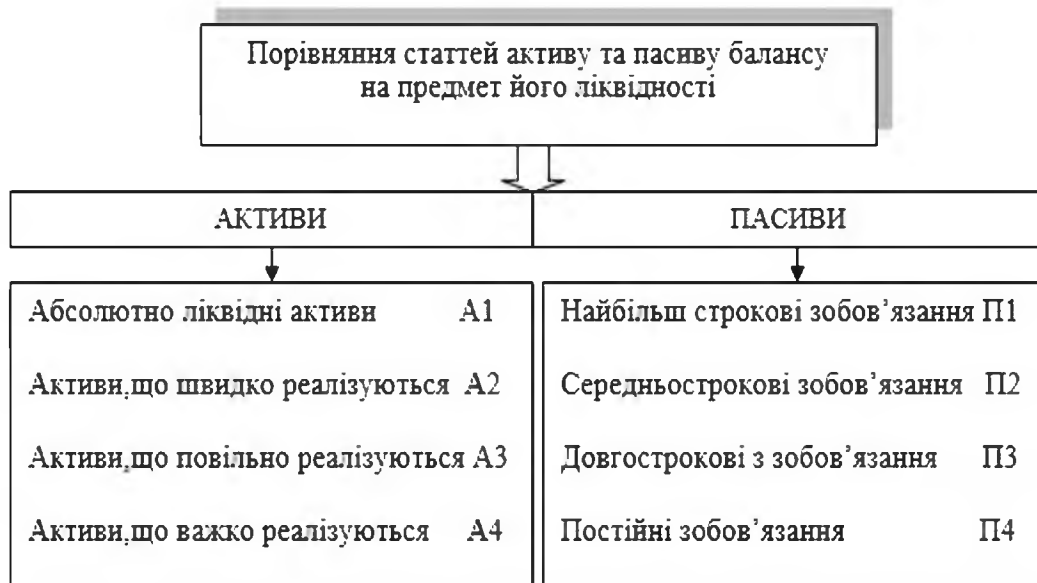 Порівняння статтей активу та пасиву балансу
на предмет його ліквідності
АКТИВИ
ПАСИВИ
Абсолютно ліквідні активи А1
Активи,що швидко реалізуються А2
Активи,що повільно реалізуються А3
Активи,що важко реалізуються А4
Найбільш строкові зобов’язання П1
Середньострокові зобов’язання П2
Довгострокові з зобов’язання П3
Постійні зобов’язання П4